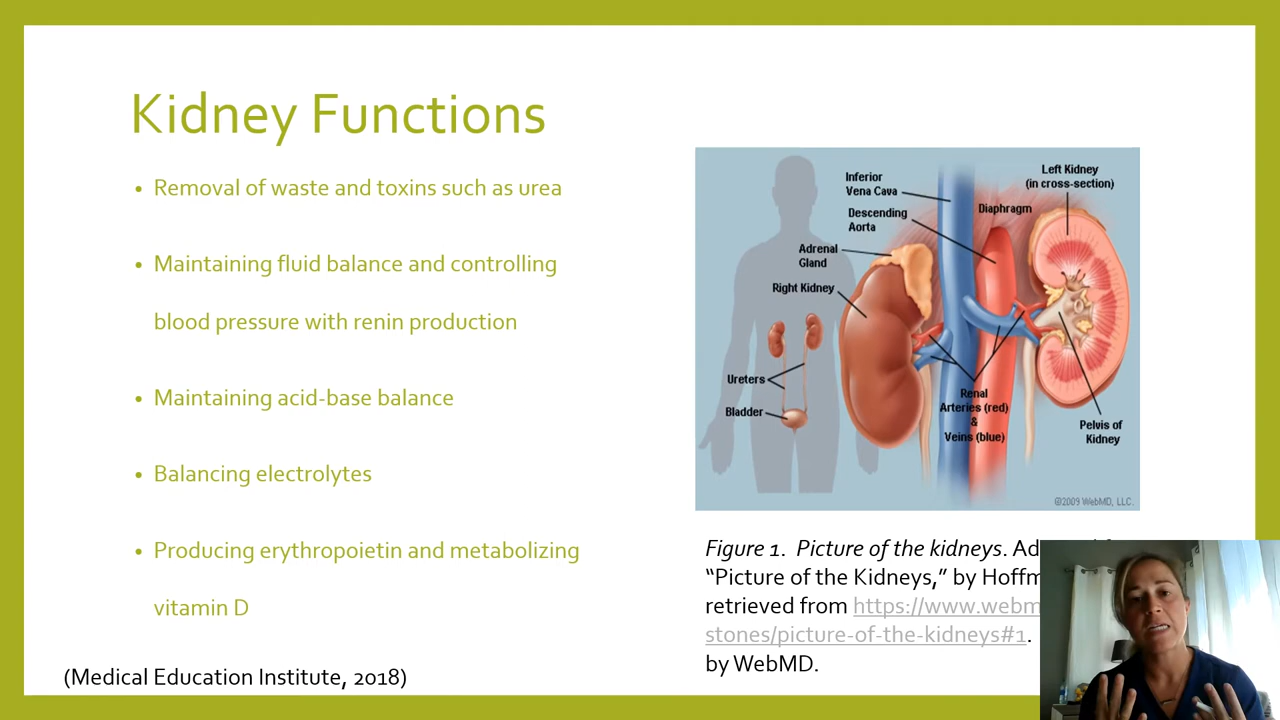 Kidney Functions
• Removal of waste and toxins such as urea
• Maintaining fluid balance and controlling
blood pressure with renin production
• Maintaining acid-base balance
• Balancing electrolytes
• Producing erythropoietin and metabolizing
vitamin D
(Medical Education Institute, 2018)
Inferior
Vena Cava
Descending
Aorta
Adrenal
Gland
Right Kidney
Diaphragm
Left Kidney
(in cross-section)
Ureters
Bladder
Renal
Arteries (red)
&
Veins (blue)
Pelvis of
Kidney
©2009 WebMD, LLC.
Figure 1. Picture of the kidneys.
“Picture of the Kidneys,” by
retrieved from https://www.webm
stones/picture-of-the-kidneys#1.
by WebMD.